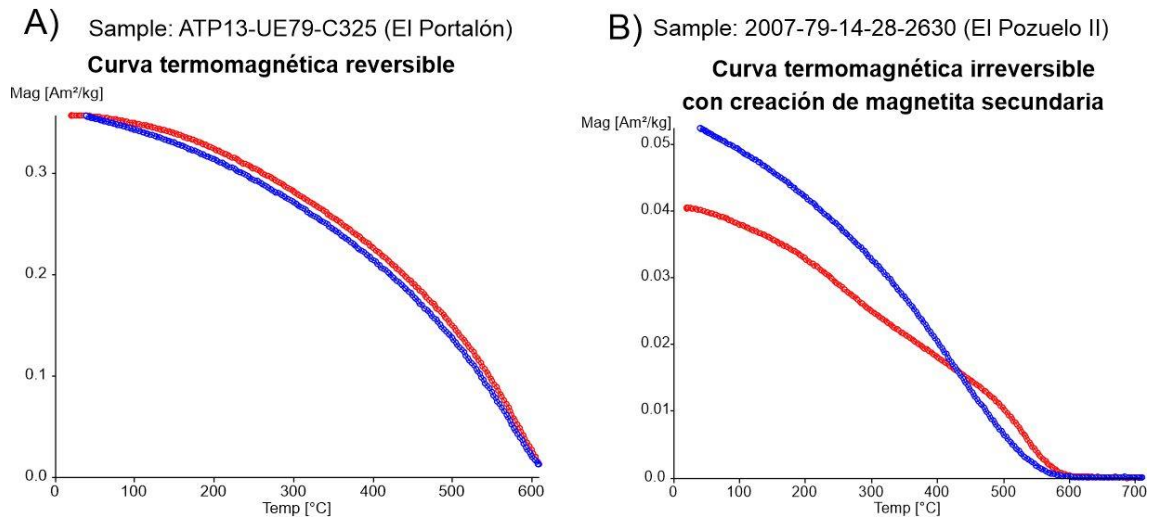 A) Sample: ATP13-UE79-C325 (El Portalón)
Curva termomagnética reversible
Mag [Am²/kg]
0.3
0.2
0.1
0.0
0 100 200 300 400 500 600
Temp [°C]
B) Sample: 2007-79-14-28-2630 (El Pozuelo II)
Curva termomagnética irreversible
con creación de magnetita secundaria
Mag [Am²/kg]
0.05
0.04
0.03
0.02
0.01
0.0
0 100 200 300 400 500 600 700
Temp [°C]